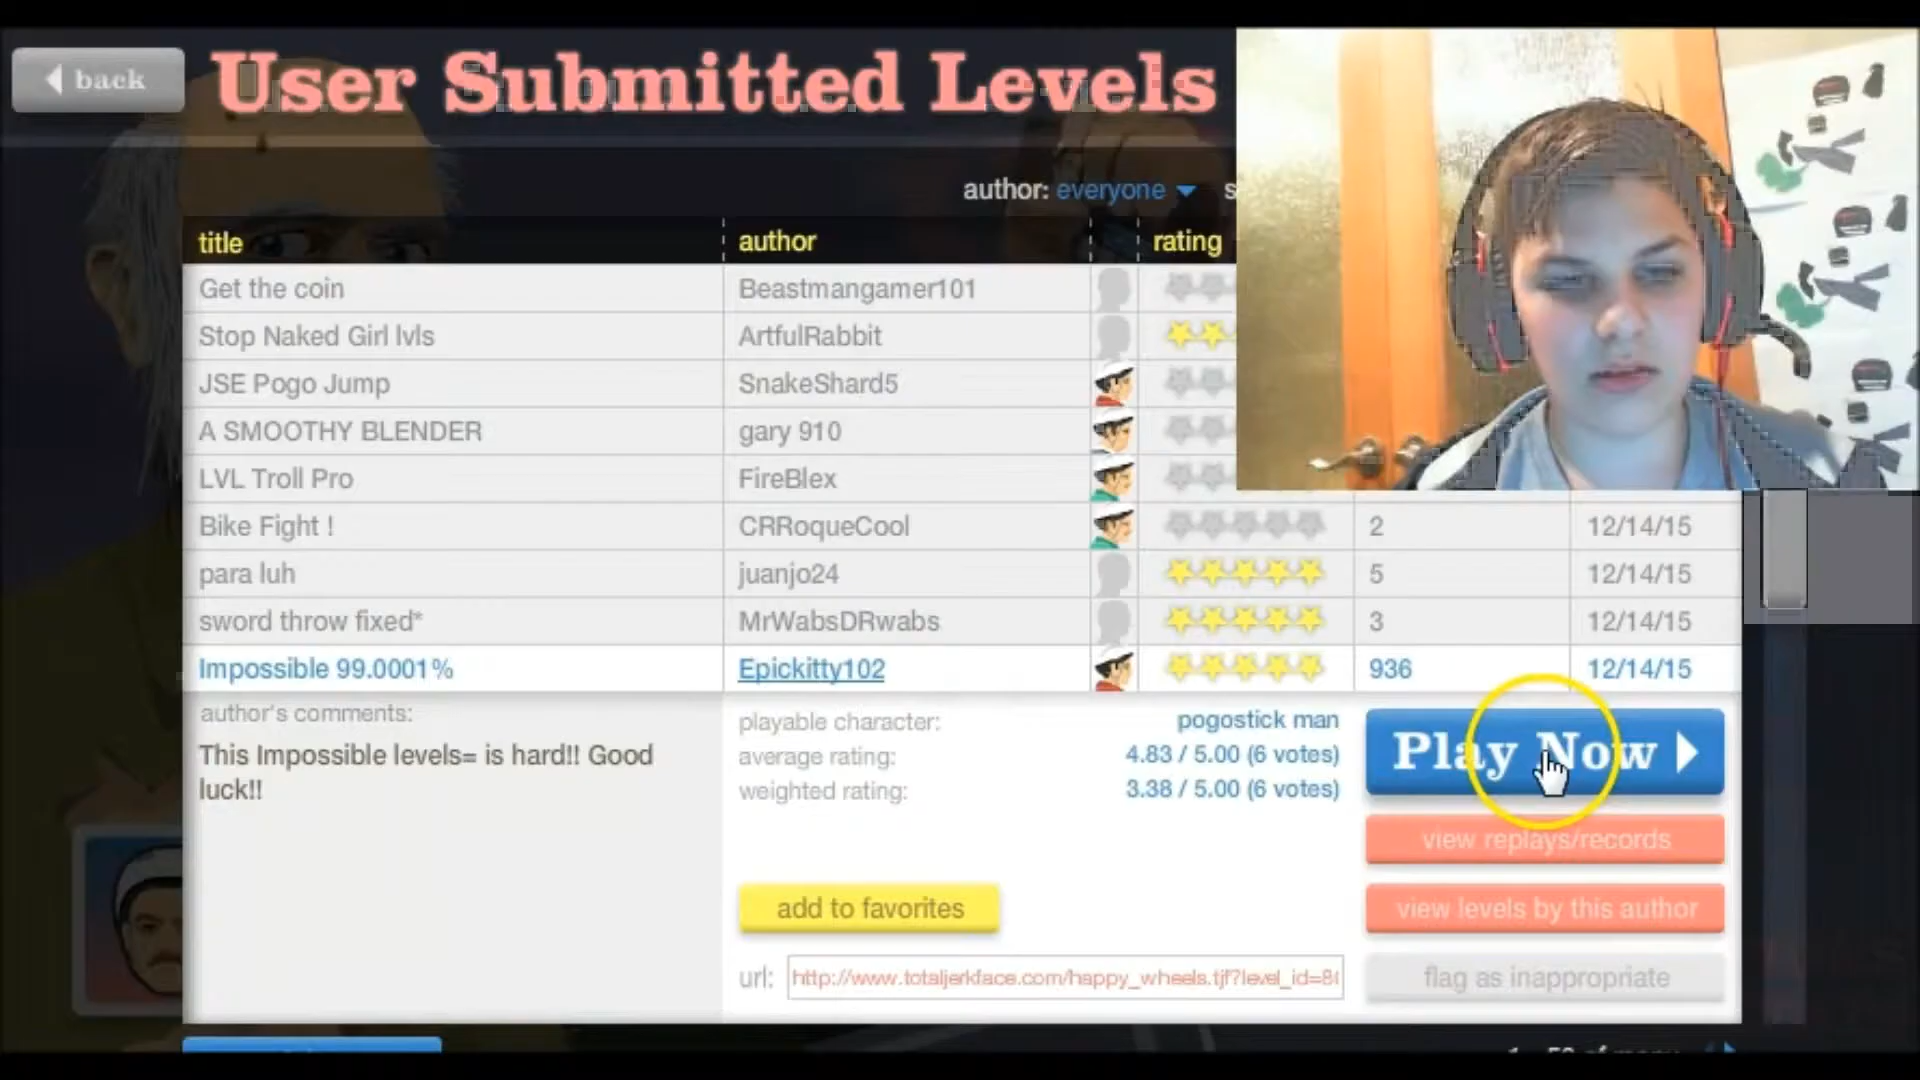 back
User Submitted Levels
author: everyone
title author rating
Get the coin Beastmangamer101
Stop Naked Girl lvls ArtfulRabbit
JSE Pogo Jump SnakeShard5
A SMOOTHY BLENDER gary 910
LVL Troll Pro FireBlex
Bike Fight ! CRRoqueCool 2 12/14/15
para luh juanjo24 5 12/14/15
sword throw fixed* MrWabsDRwabs 3 12/14/15
Impossible 99.0001% Epickitty102 936 12/14/15
author's comments:
This Impossible levels= is hard!! Good
luck!!
playable character: pogostick man
average rating: 4.83 / 5.00 (6 votes)
weighted rating: 3.38 / 5.00 (6 votes)
add to favorites
url: http://www.totaljerkface.com/happy_wheels.tjf?level_id=8
Play Now
view replays/records
view levels by this author
flag as inappropriate